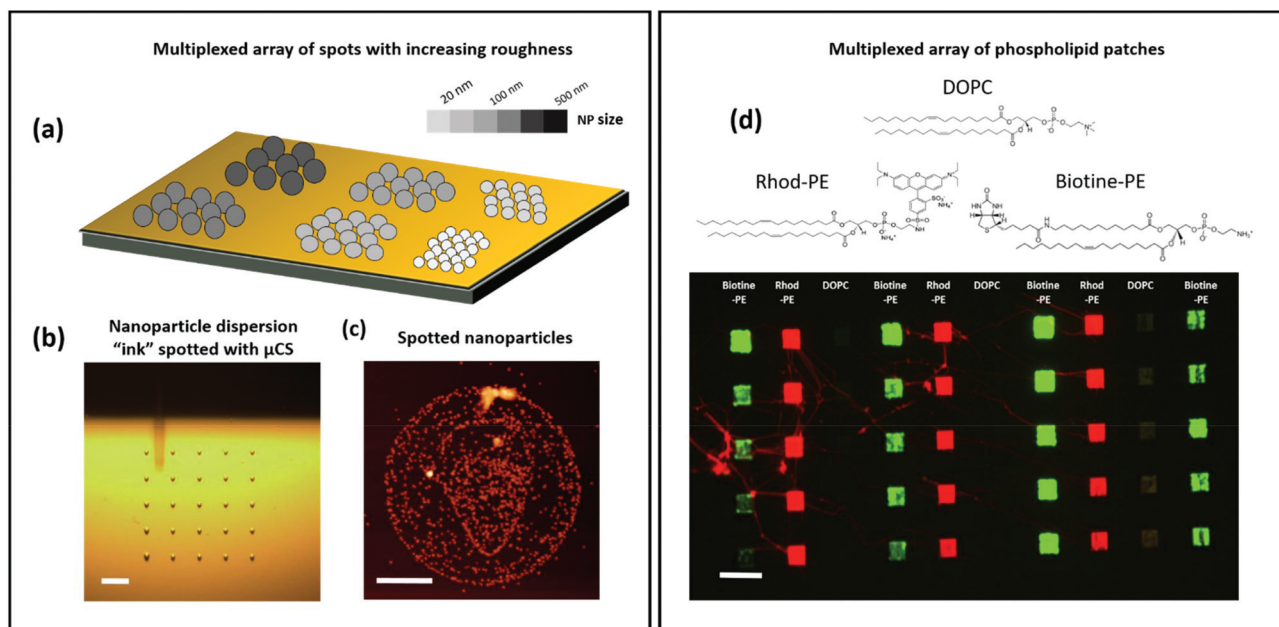 Multiplexed array of spots with increasing roughness
(a)
20 nm
100 nm
500 nm
NP size
(b)
Nanoparticle dispersion
“ink” spotted with µCS
(c)
Spotted nanoparticles
Multiplexed array of phospholipid patches
(d)
DOPC
Rhod-PE
Biotine-PE
Biotine
-PE
Rhod
-PE
DOPC
Biotine
-PE
Rhod
-PE
DOPC
Biotine
-PE
Rhod
-PE
DOPC
Biotine
-PE